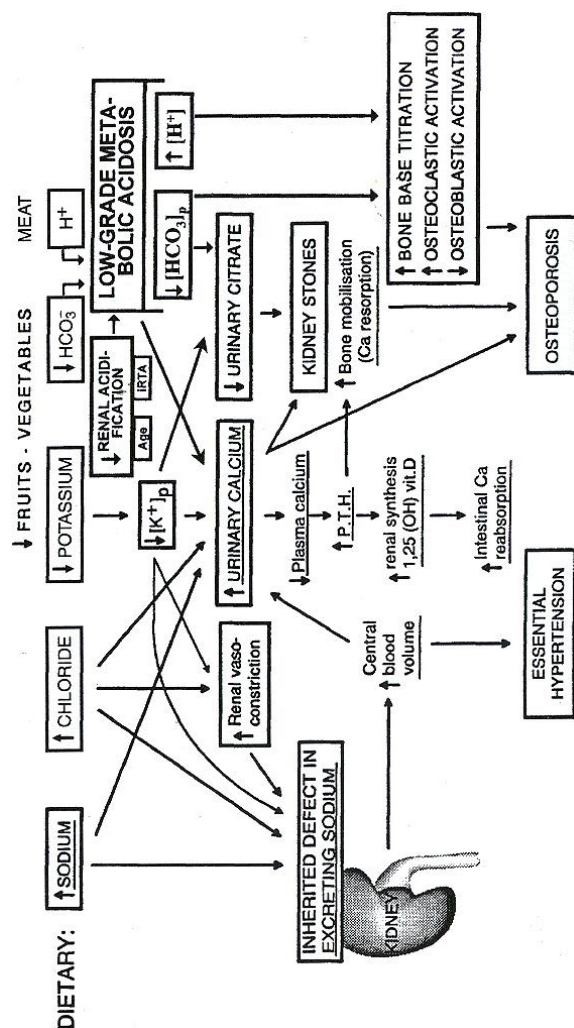 DIETARY:
↓ FRUITS - VEGETABLES
MEAT
↑ SODIUM
↑ CHLORIDE
↓ POTASSIUM
↓ HCO3-
H+
↓ RENAL ACIDI-
FICATION
Age
iRTA
LOW-GRADE META-
BOLIC ACIDOSIS
↓ [K+]p
↓ [HCO3-]p
↑ [H+]
↑ Renal vaso-
constriction
↑ URINARY CALCIUM
↓ URINARY CITRATE
INHERITED DEFECT IN
EXCRETING SODIUM
↓ Plasma calcium
KIDNEY STONES
↑ P.T.H.
↑ Bone mobilisation
(Ca resorption)
KIDNEY
↑ Central
blood
volume
↑ renal synthesis
1,25 (OH) vit.D
↑ BONE BASE TITRATION
↑ OSTEOCLASTIC ACTIVATION
↓ OSTEOBLASTIC ACTIVATION
↑ Intestinal Ca
reabsorption
ESSENTIAL
HYPERTENSION
OSTEOPOROSIS